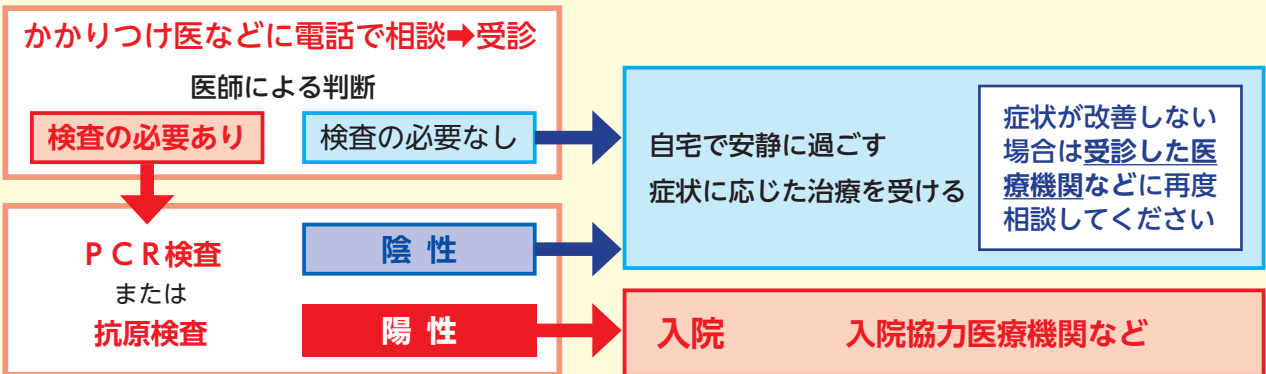 かかりつけ医などに電話で相談➡受診
医師による判断
検査の必要あり
検査の必要なし
自宅で安静に過ごす
症状に応じた治療を受ける
症状が改善しない
場合は受診した医
療機関などに再度
相談してください
ＰＣＲ検査
または
抗原検査
陰 性
陽 性
入院
入院協力医療機関など